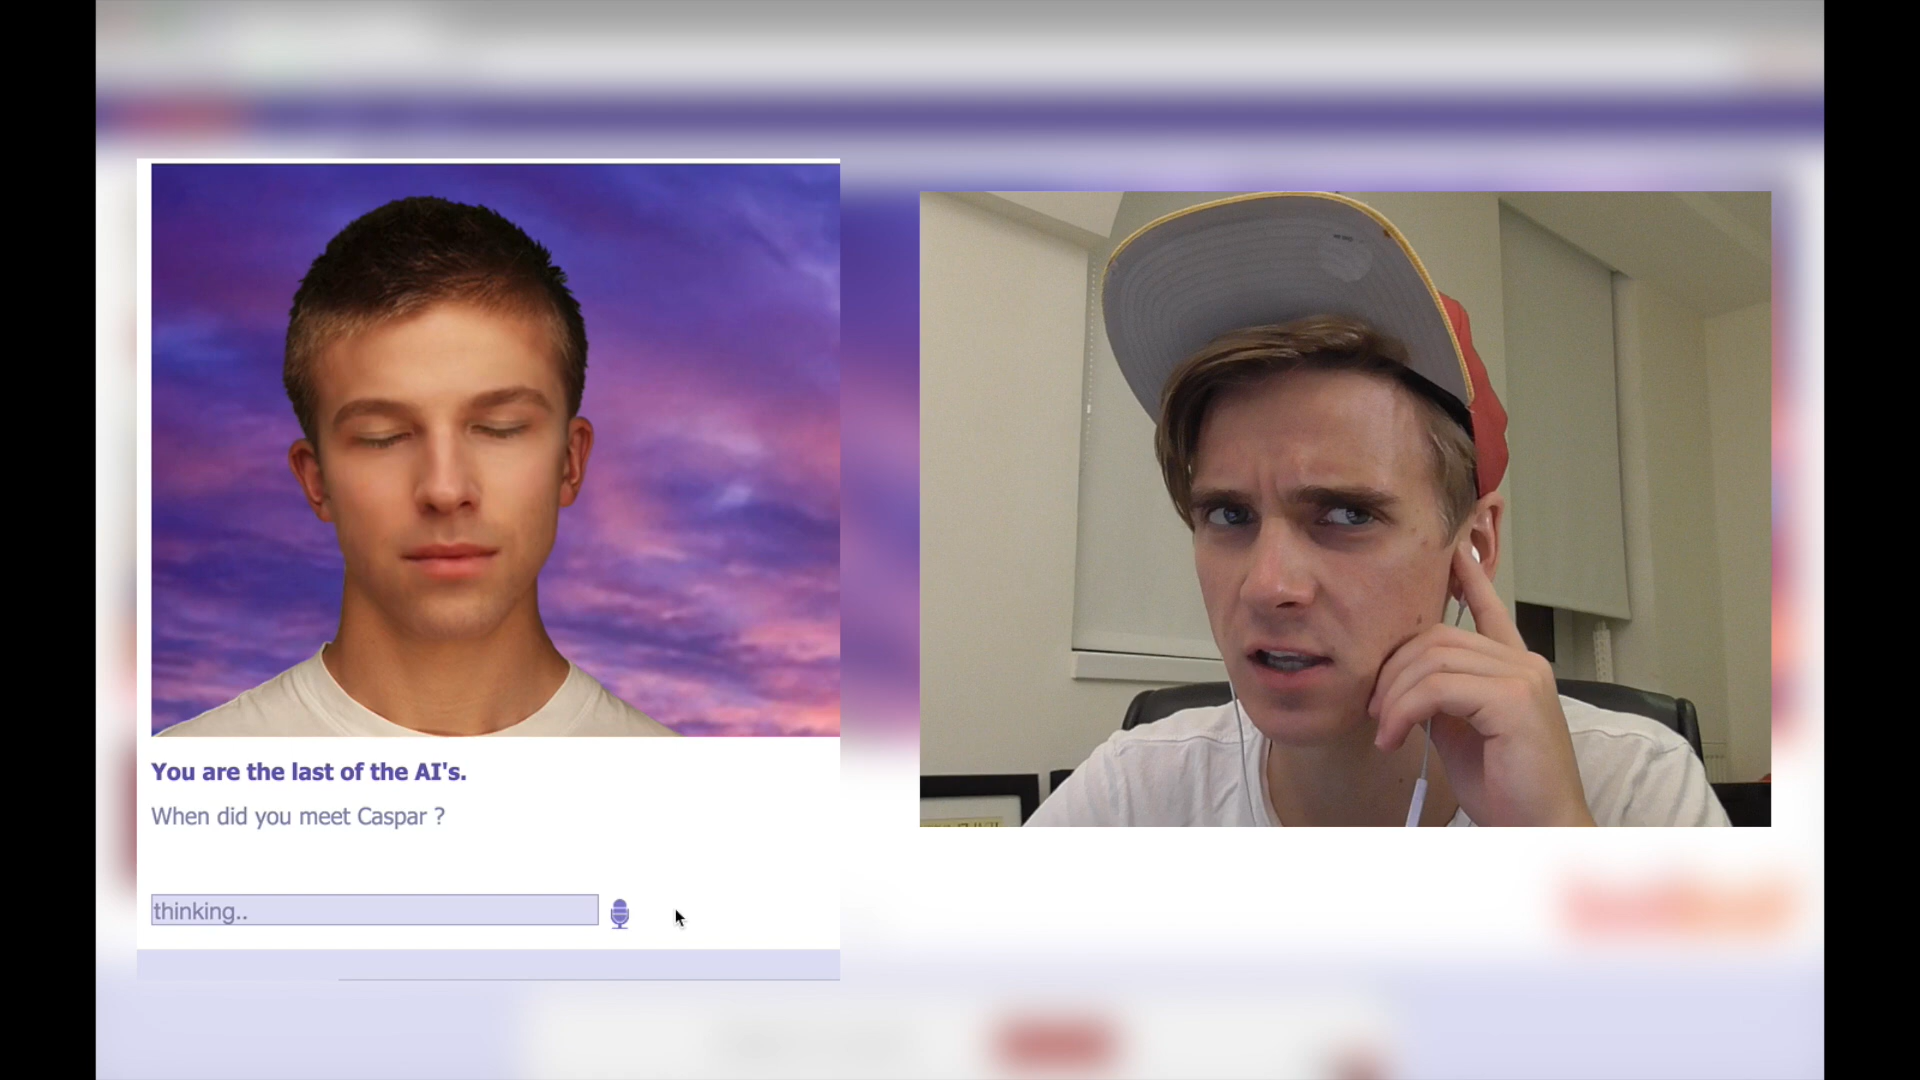 You are the last of the AI's.
When did you meet Caspar ?
thinking..